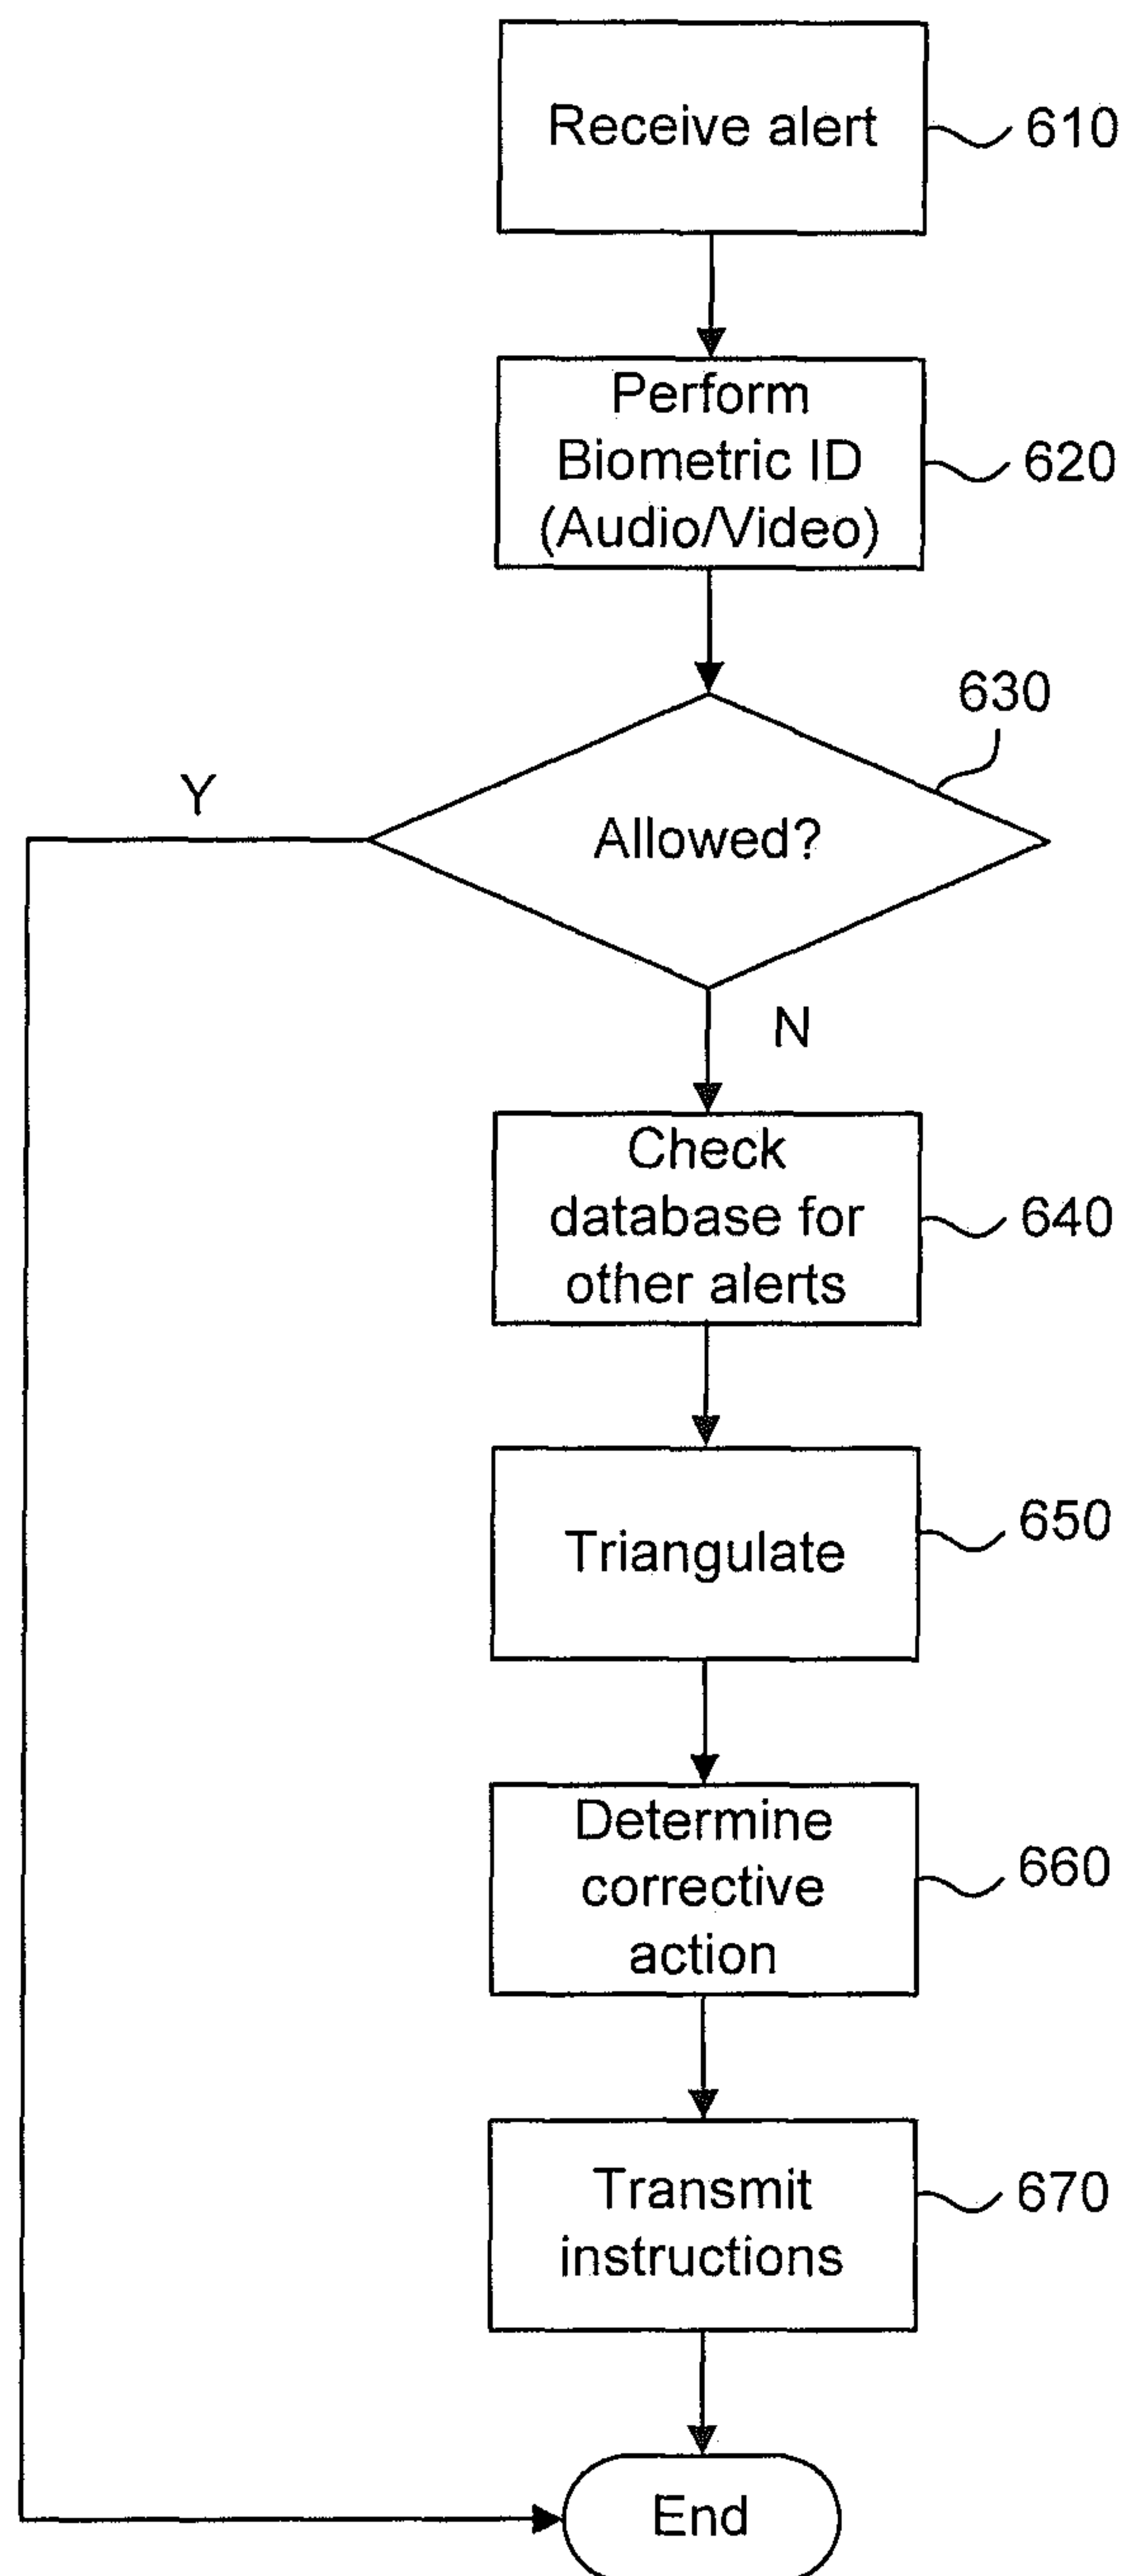 Receive alert
610
Perform
Biometric ID
(Audio/Video)
620
630
Y
Allowed?
N
Check
database for
other alerts
640
Triangulate
650
Determine
corrective
action
660
Transmit
instructions
670
End